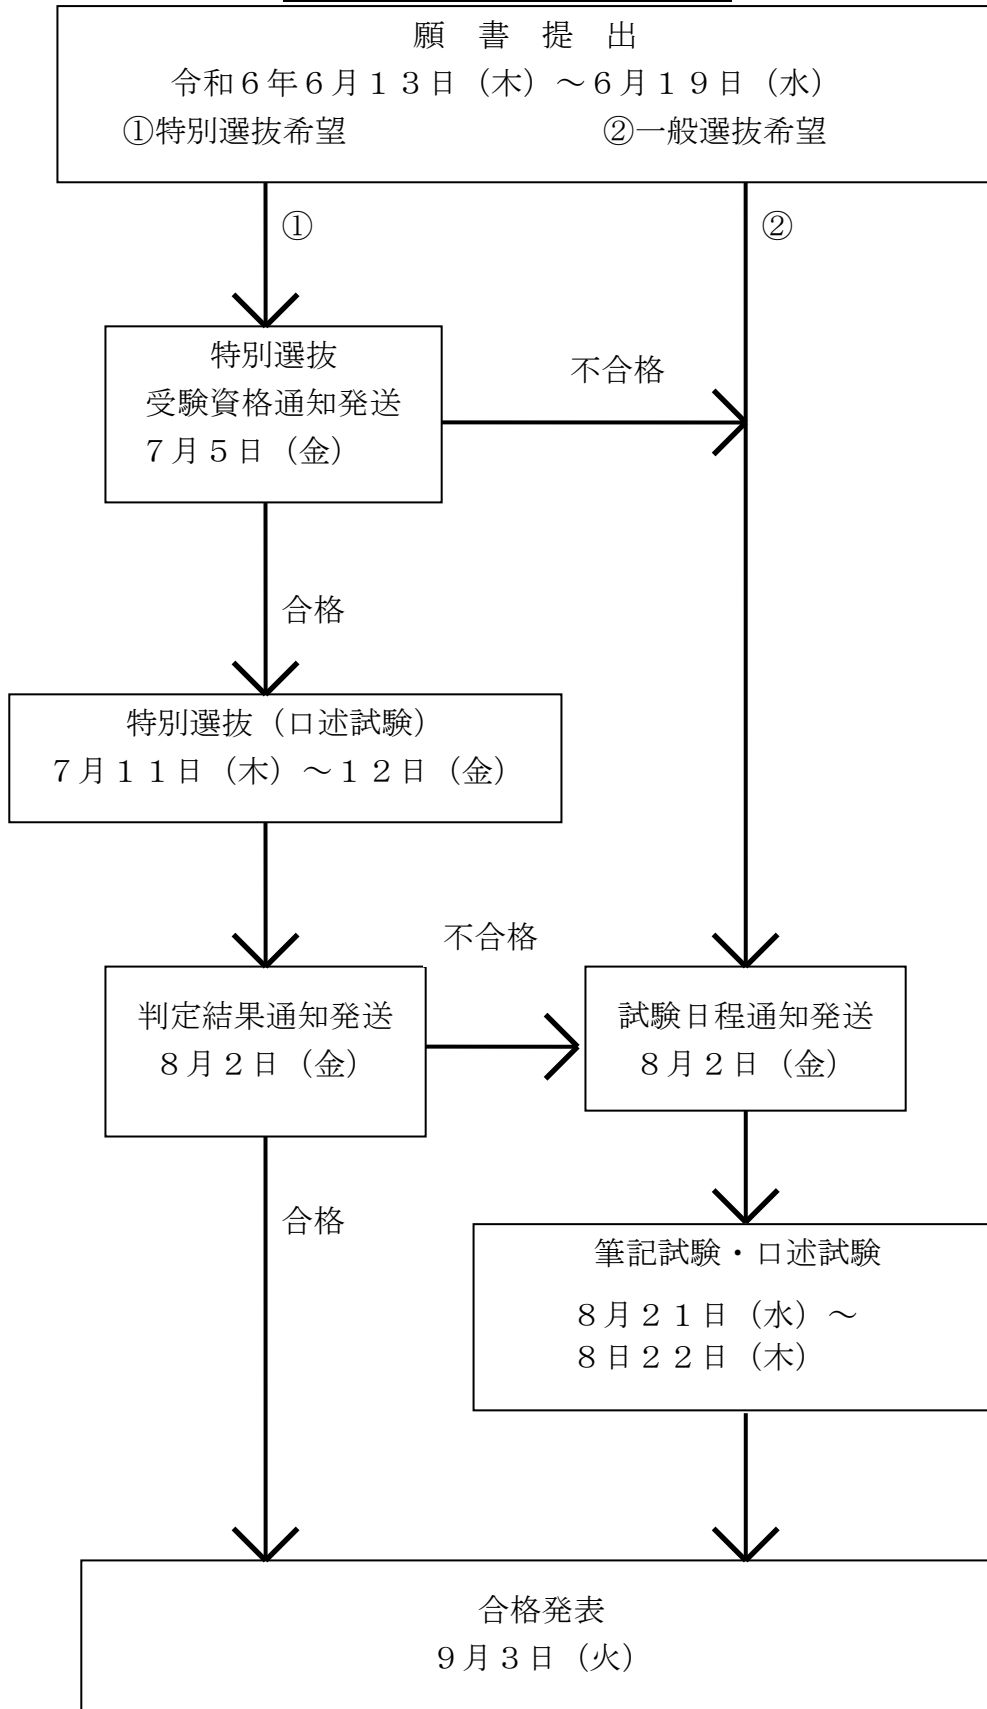 願　書　提　出
令和６年６月１３日（木）～６月１９日（水）
①特別選抜希望
②一般選抜希望
①
②
特別選抜
受験資格通知発送
７月５日（金）
不合格
合格
特別選抜（口述試験）
７月１１日（木）～１２日（金）
不合格
判定結果通知発送
８月２日（金）
試験日程通知発送
８月２日（金）
合格
筆記試験・口述試験
８月２１日（水）～
８日２２日（木）
合格発表
９月３日（火）